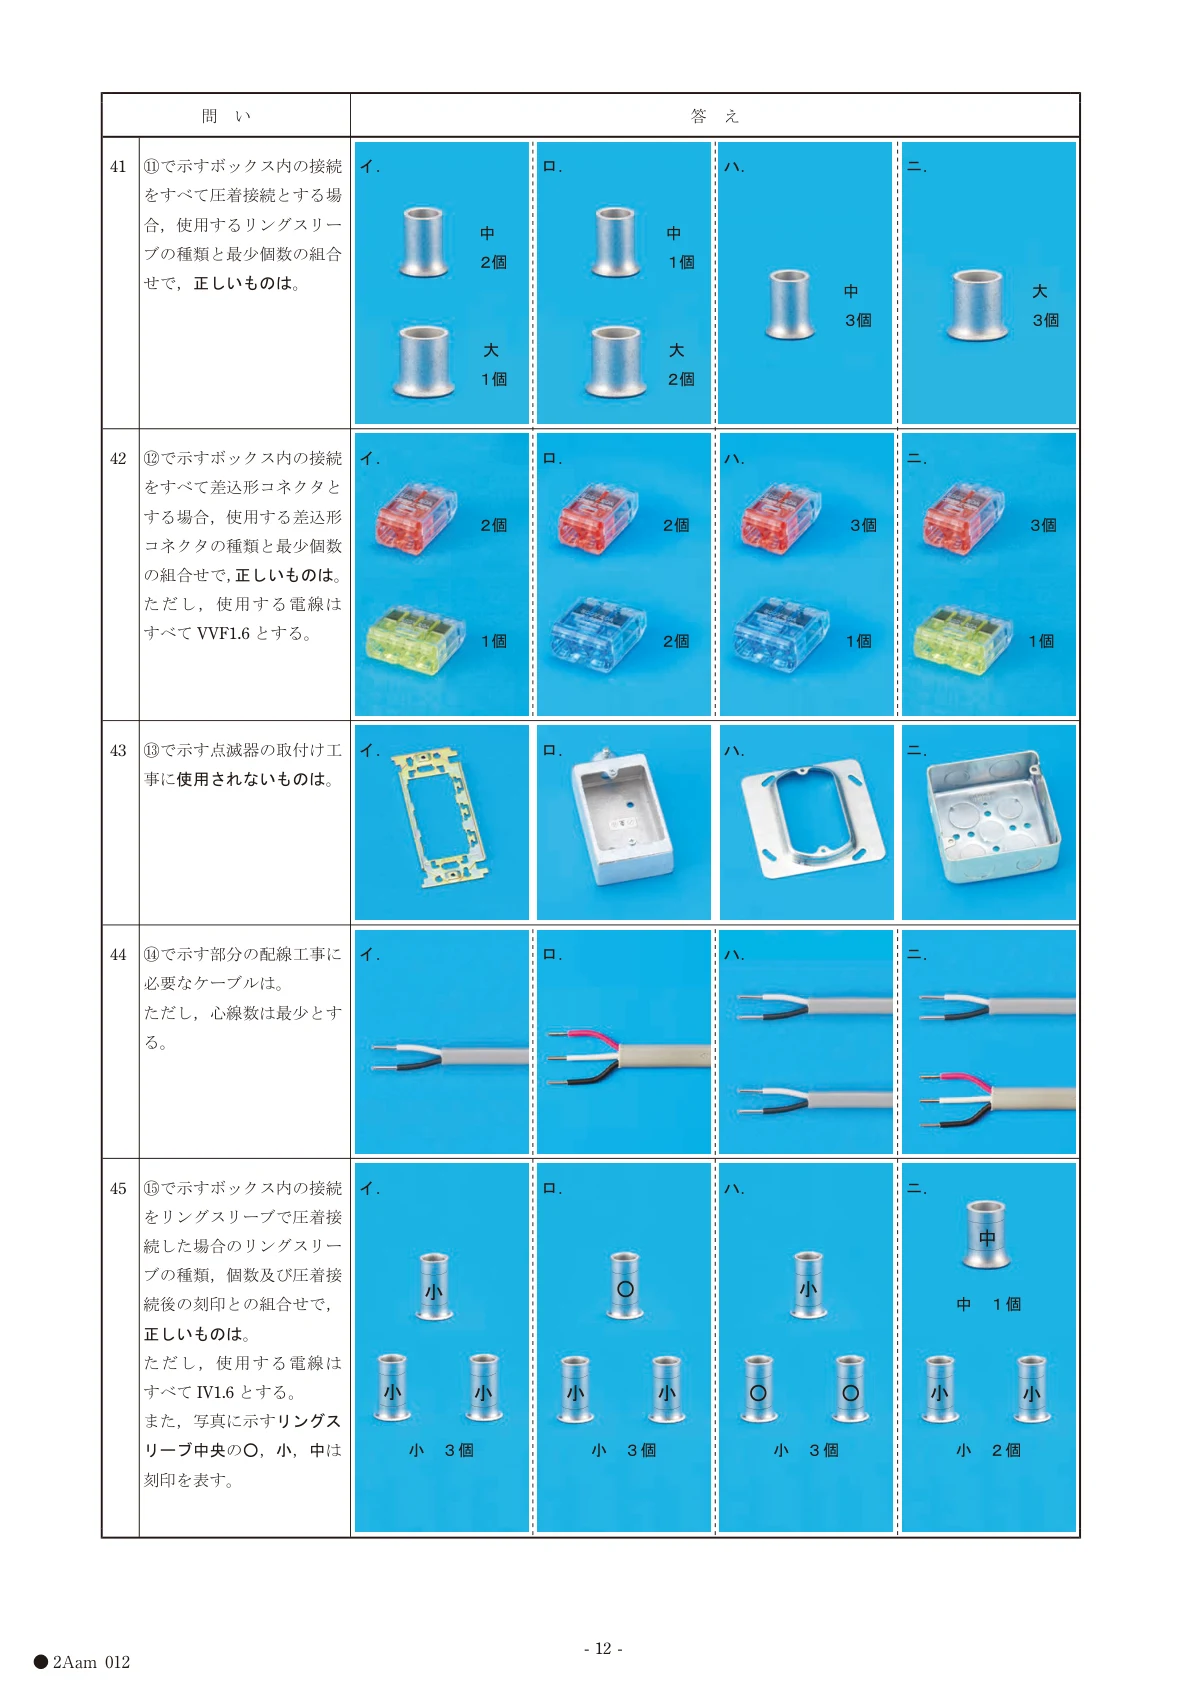 問　い
答　え
41
⑪で示すボックス内の接続
をすべて圧着接続とする場
合，使用するリングスリー
ブの種類と最少個数の組合
せで，正しいものは。
イ．
中
2個
大
1個
ロ．
中
1個
大
2個
ハ．
中
3個
ニ．
大
3個
42
⑫で示すボックス内の接続
をすべて差込形コネクタと
する場合，使用する差込形
コネクタの種類と最少個数
の組合せで，正しいものは。
ただし，使用する電線は
すべて VVF1.6 とする。
イ．
2個
1個
ロ．
2個
2個
ハ．
3個
1個
ニ．
3個
1個
43
⑬で示す点滅器の取付け工
事に使用されないものは。
イ．
ロ．
ハ．
ニ．
44
⑭で示す部分の配線工事に
必要なケーブルは。
ただし，心線数は最少とす
る。
イ．
ロ．
ハ．
ニ．
45
⑮で示すボックス内の接続
をリングスリーブで圧着接
続した場合のリングスリー
ブの種類，個数及び圧着接
続後の刻印との組合せで，
正しいものは。
ただし，使用する電線は
すべて IV1.6 とする。
また，写真に示すリングス
リーブ中央の〇，小，中は
刻印を表す。
イ．
小
小　小
小　3個
ロ．
〇
小　小
小　3個
ハ．
小
〇　〇
小　3個
ニ．
中
中　1個
小　小
小　2個
- 12 -
●2Aam 012